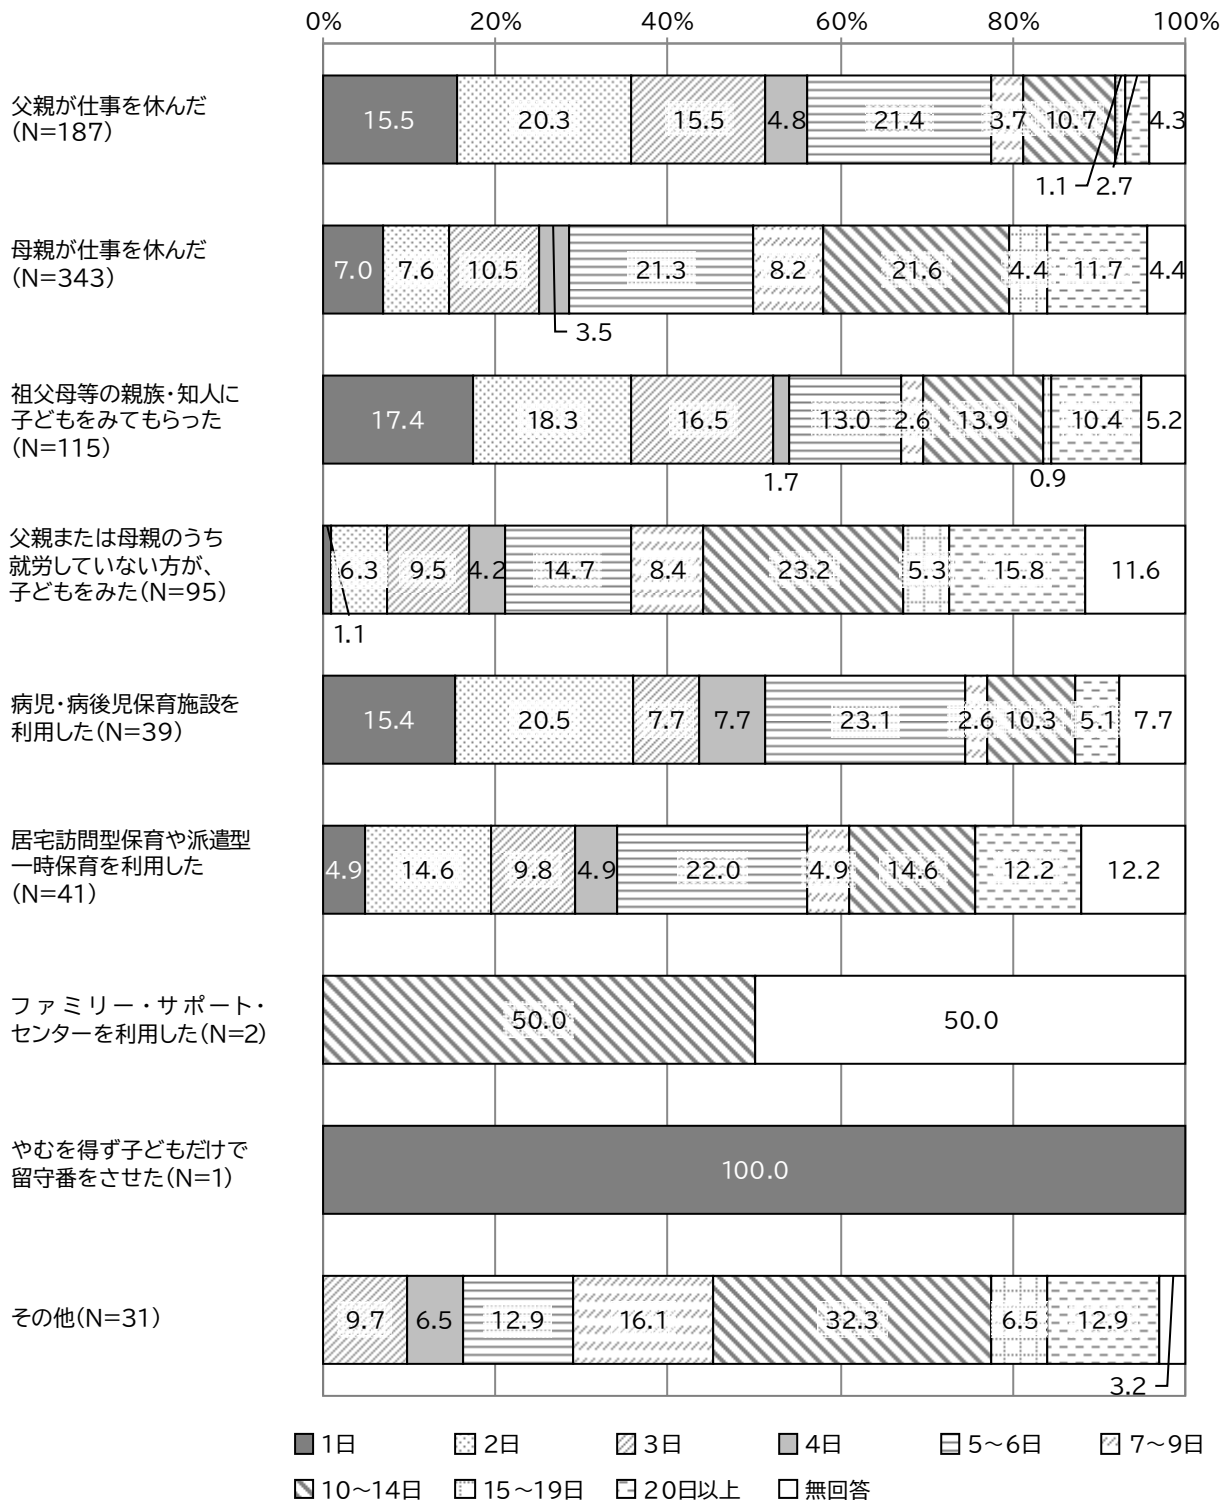 0% 20% 40% 60% 80% 100%
父親が仕事を休んだ
(N=187)
15.5 20.3 15.5 4.8 21.4 3.7 10.7 4.3
1.1 2.7
母親が仕事を休んだ
(N=343)
7.0 7.6 10.5 21.3 8.2 21.6 4.4 11.7 4.4
3.5
祖父母等の親族・知人に
子どもをみてもらった
(N=115)
17.4 18.3 16.5 13.0 2.6 13.9 10.4 5.2
1.7 0.9
父親または母親のうち
就労していない方が、
子どもをみた(N=95)
6.3 9.5 4.2 14.7 8.4 23.2 5.3 15.8 11.6
1.1
病児・病後児保育施設を
利用した(N=39)
15.4 20.5 7.7 7.7 23.1 2.6 10.3 5.1 7.7
居宅訪問型保育や派遣型
一時保育を利用した
(N=41)
4.9 14.6 9.8 4.9 22.0 4.9 14.6 12.2 12.2
ファミリー・サポート・
センターを利用した(N=2)
50.0 50.0
やむを得ず子どもだけで
留守番をさせた(N=1)
100.0
その他(N=31)
9.7 6.5 12.9 16.1 32.3 6.5 12.9
3.2
1日 2日 3日 4日 5～6日 7～9日
10～14日 15～19日 20日以上 無回答